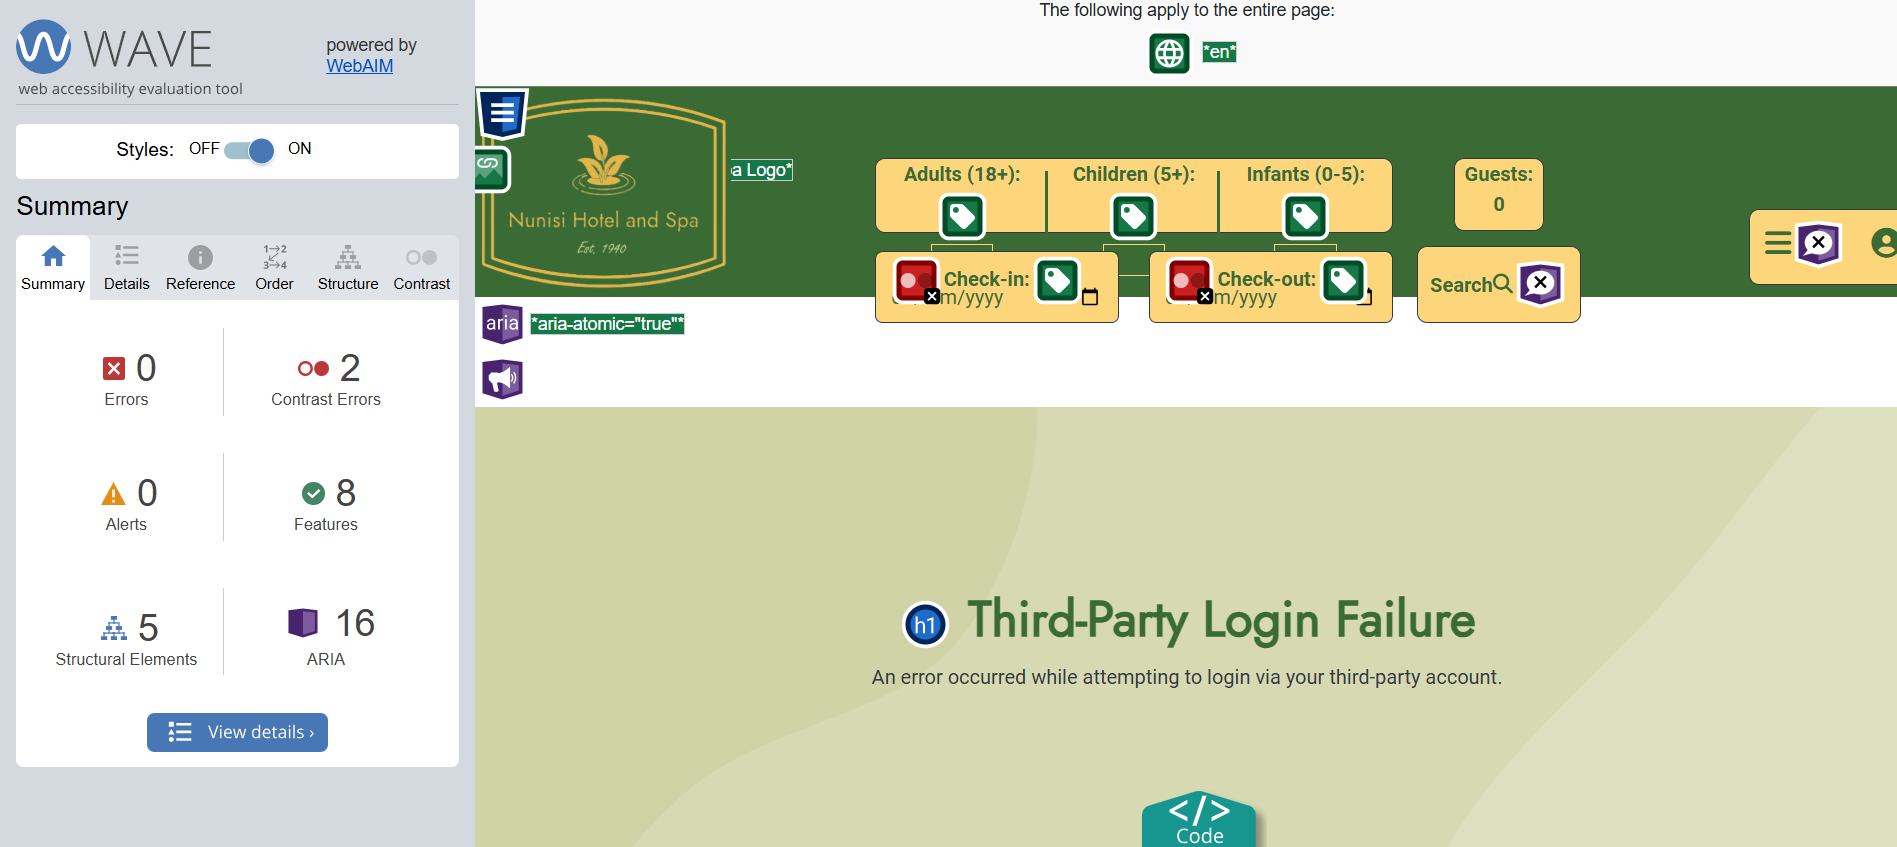 WAVE
powered by
WebAIM
web accessibility evaluation tool
Styles: OFF ON
Summary
Summary Details Reference Order Structure Contrast
0
Errors
2
Contrast Errors
0
Alerts
8
Features
5
Structural Elements
16
ARIA
View details ›
The following apply to the entire page:
*en*
Nunisi Hotel and Spa
Est. 1940
a Logo*
Adults (18+): Children (5+): Infants (0-5):
Guests:
0
Check-in:
m/yyyy
Check-out:
m/yyyy
Search
aria *aria-atomic="true"*
h1 Third-Party Login Failure
An error occurred while attempting to login via your third-party account.
</>
Code